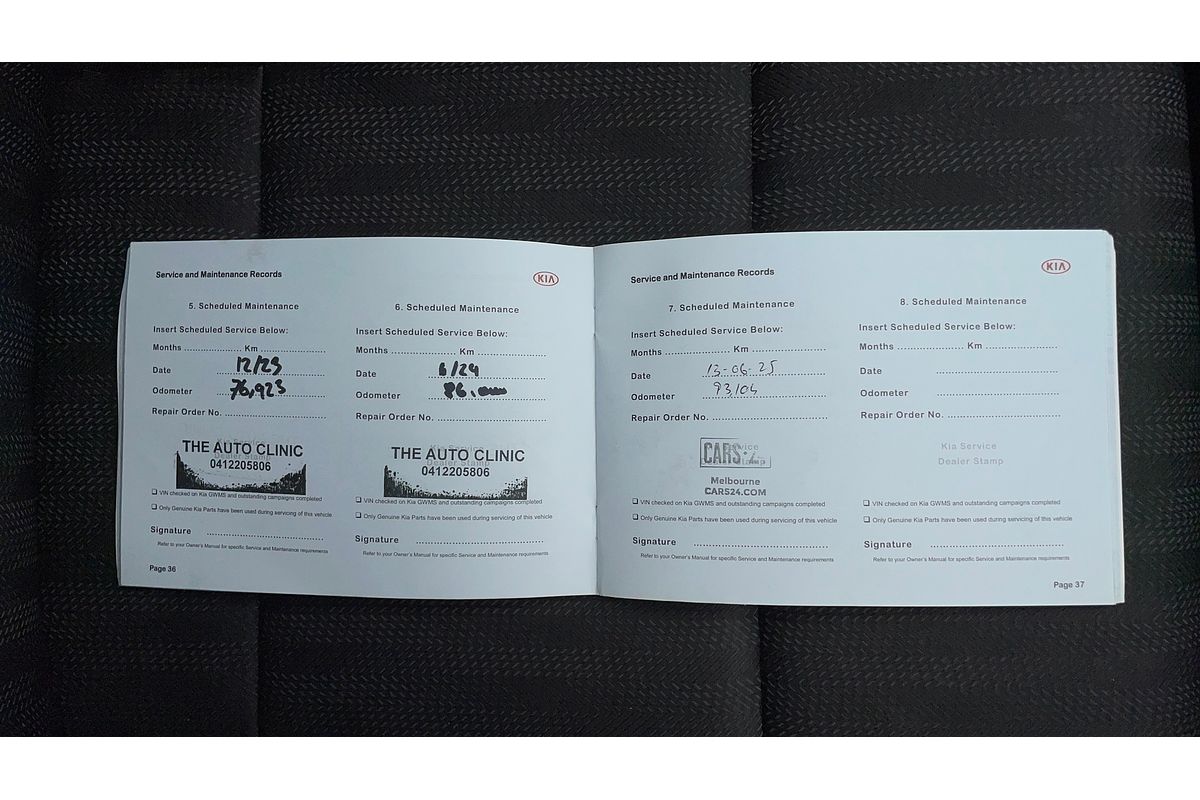 Service and Maintenance Records
KIA
5. Scheduled Maintenance
Insert Scheduled Service Below:
Months .................... Km ......................
Date 12/23
Odometer 76,923
Repair Order No. ..........................
Kia Service
Dealer Stamp
THE AUTO CLINIC
0412205806
❑ VIN checked on Kia GWMS and outstanding campaigns completed
❑ Only Genuine Kia Parts have been used during servicing of this vehicle
Signature ..............................
Refer to your Owner's Manual for specific Service and Maintenance requirements
6. Scheduled Maintenance
Insert Scheduled Service Below:
Months .................... Km ......................
Date 6/24
Odometer
Repair Order No. ..........................
Kia Service
Dealer Stamp
THE AUTO CLINIC
0412205806
❑ VIN checked on Kia GWMS and outstanding campaigns completed
❑ Only Genuine Kia Parts have been used during servicing of this vehicle
Signature ..............................
Refer to your Owner's Manual for specific Service and Maintenance requirements
Page 36
Service and Maintenance Records
KIA
7. Scheduled Maintenance
Insert Scheduled Service Below:
Months .................... Km ......................
Date 13-06-25
Odometer
Repair Order No. ..........................
CARS
Melbourne
CARS24.COM
❑ VIN checked on Kia GWMS and outstanding campaigns completed
❑ Only Genuine Kia Parts have been used during servicing of this vehicle
Signature ..............................
Refer to your Owner's Manual for specific Service and Maintenance requirements
8. Scheduled Maintenance
Insert Scheduled Service Below:
Months .................... Km ......................
Date ..............................
Odometer ..............................
Repair Order No. ..........................
Kia Service
Dealer Stamp
❑ VIN checked on Kia GWMS and outstanding campaigns completed
❑ Only Genuine Kia Parts have been used during servicing of this vehicle
Signature ..............................
Refer to your Owner's Manual for specific Service and Maintenance requirements
Page 37